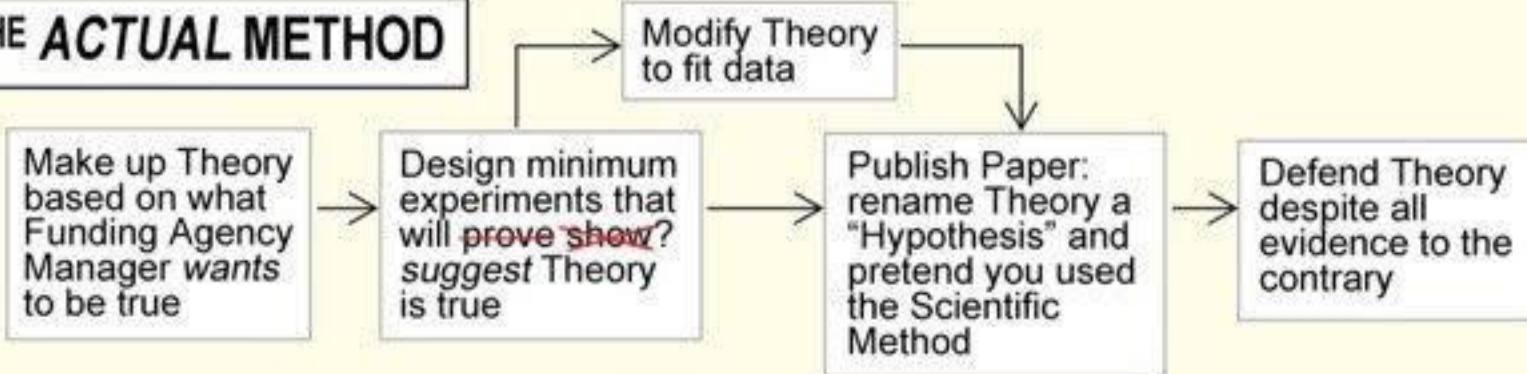 HE ACTUAL METHOD
Modify Theory
to fit data
Make up Theory
based on what
Funding Agency
Manager wants
to be true
Design minimum
experiments that
will prove show?
suggest Theory
is true
Publish Paper:
rename Theory a
“Hypothesis” and
pretend you used
the Scientific
Method
Defend Theory
despite all
evidence to the
contrary